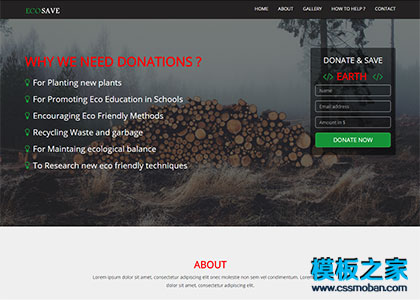 ECOSAVE
HOME ABOUT GALLERY HOW TO HELP ? CONTACT
WHY WE NEED DONATIONS ?
For Planting new plants
For Promoting Eco Education in Schools
Encouraging Eco Friendly Methods
Recycling Waste and garbage
For Maintaing ecological balance
To Research new eco friendly techniques
DONATE & SAVE
</> EARTH </>
Name
Email address
Amount in $
DONATE NOW
ABOUT
Lorem ipsum dolor sit amet, consectetur adipiscing elit onec molestie non sem vel condimentum.
dolor sit amet, consectetur adipiscing elit.
模板之家
www.cssmoban.com